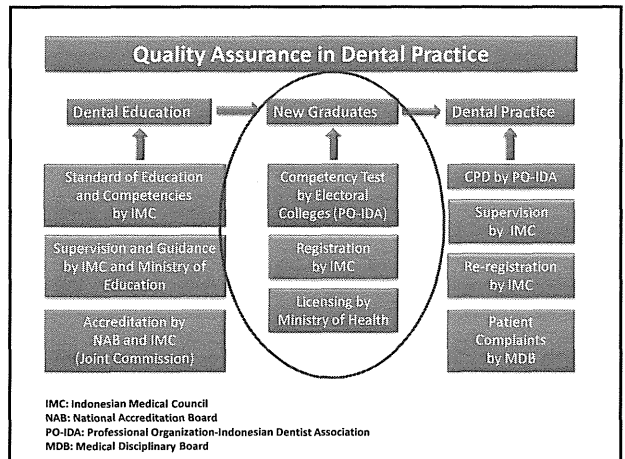 Quality Assurance in Dental Practice
Dental Education
New Graduates
Dental Practice
Standard of Education
and Competencies
by IMC
Supervision and Guidance
by IMC and Ministry of
Education
Accreditation by
NAB and IMC
(Joint Commission)
Competency Test
by Electoral
Colleges (PO-IDA)
Registration
by IMC
Licensing by
Ministry of Health
CPD by PO-IDA
Supervision
by IMC
Re-registration
by IMC
Patient
Complaints
by MDB
IMC: Indonesian Medical Council
NAB: National Accreditation Board
PO-IDA: Professional Organization-Indonesian Dentist Association
MDB: Medical Disciplinary Board